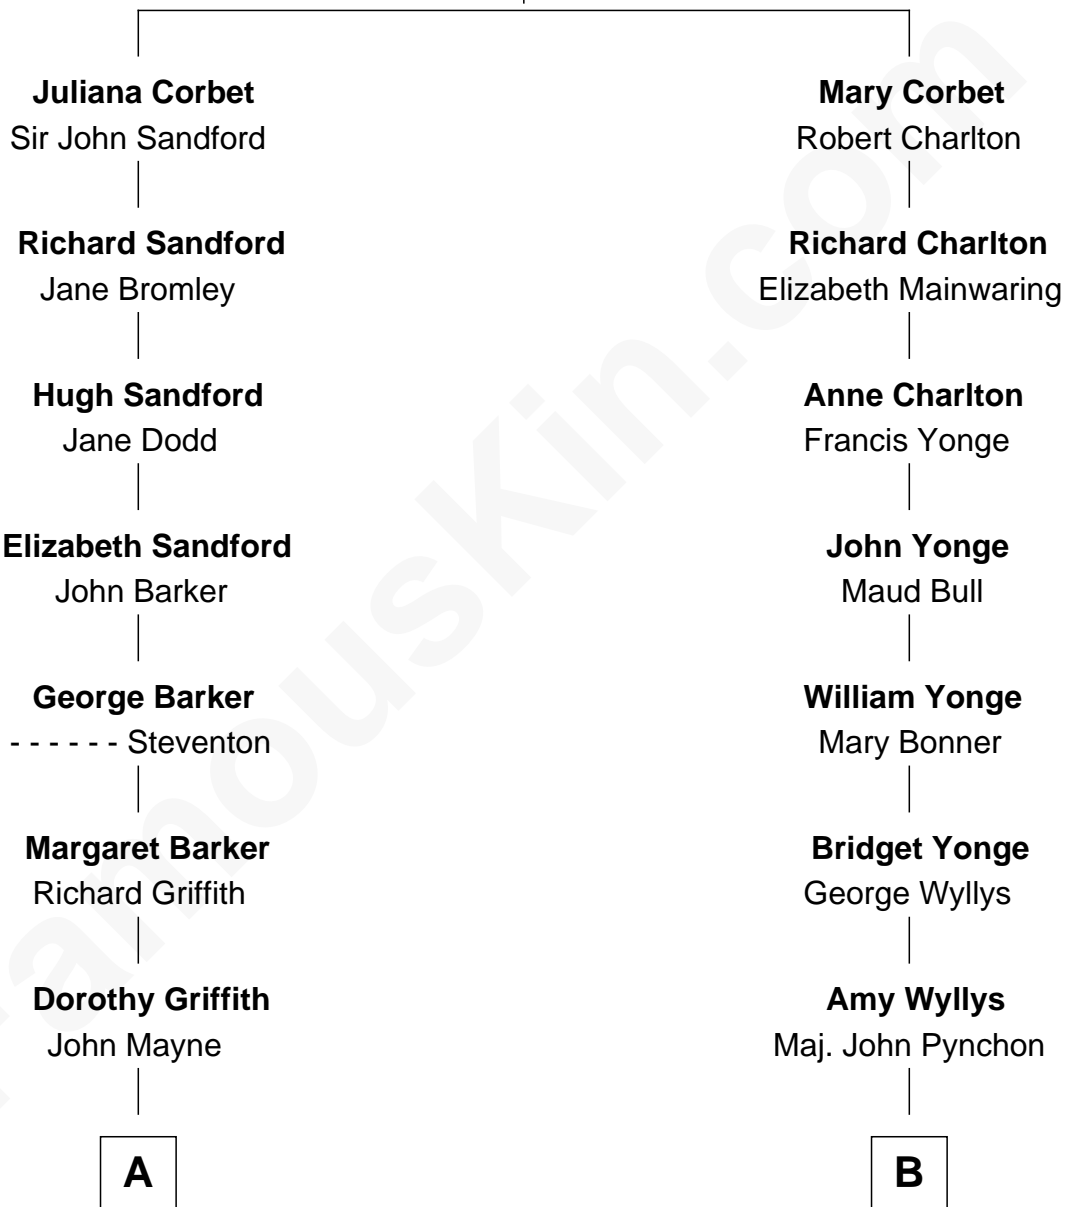 Juliana Corbet
Sir John Sandford
Richard Sandford
Jane Bromley
Hugh Sandford
Jane Dodd
Elizabeth Sandford
John Barker
George Barker
- - - - - - Steventon
Margaret Barker
Richard Griffith
Dorothy Griffith
John Mayne
A
Mary Corbet
Robert Charlton
Richard Charlton
Elizabeth Mainwaring
Anne Charlton
Francis Yonge
John Yonge
Maud Bull
William Yonge
Mary Bonner
Bridget Yonge
George Wyllys
Amy Wyllys
Maj. John Pynchon
B
FamousKin.com